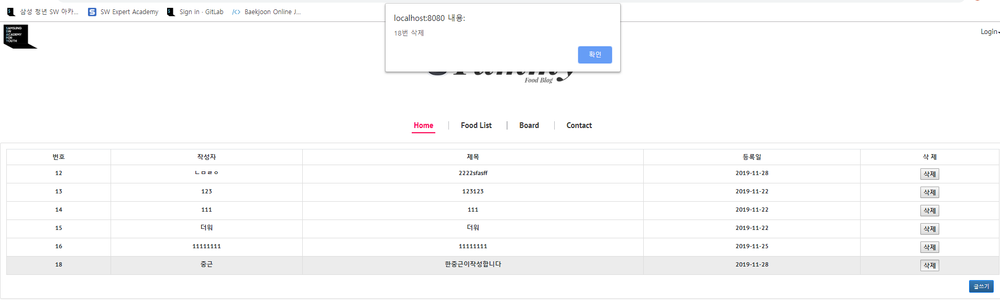 삼성 청년 SW 아카... SW Expert Academy Sign in · GitLab Baekjoon Online J...
localhost:8080 내용:
18번 삭제
확인
SAMSUNG
SW
ACADEMY
FOR
YOUTH
Login
Food Blog
Home Food List Board Contact
번호 작성자 제목 등록일 삭 제
12 ㄴㅁㄹㅇ 2222sfasff 2019-11-28 삭제
13 123 123123 2019-11-22 삭제
14 111 111 2019-11-22 삭제
15 더워 더워 2019-11-22 삭제
16 11111111 11111111 2019-11-25 삭제
18 중근 한중근이작성합니다 2019-11-28 삭제
글쓰기